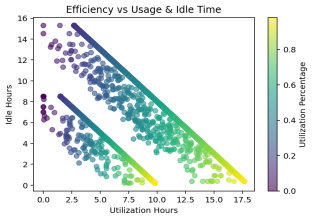 Efficiency vs Usage & Idle Time
16
14
12
10
8
6
4
2
0
Idle Hours
0.0 2.5 5.0 7.5 10.0 12.5 15.0 17.5
Utilization Hours
0.8
0.6
0.4
0.2
0.0
Utilization Percentage